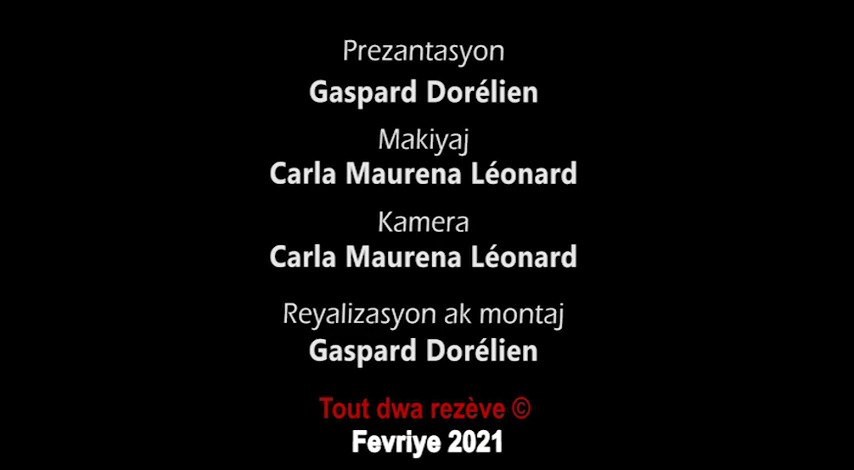 Prezantasyon
Gaspard Dorélien
Makiyaj
Carla Maurena Léonard
Kamera
Carla Maurena Léonard
Reyalizasyon ak montaj
Gaspard Dorélien
Tout dwa rezève ©
Fevriye 2021